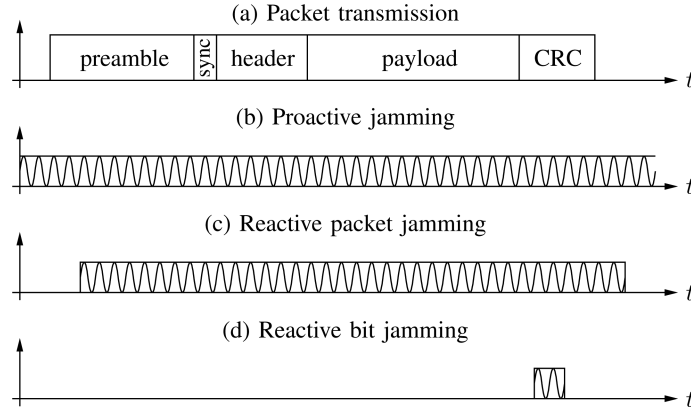 (a) Packet transmission
preamble sync header payload CRC
t
(b) Proactive jamming
t
(c) Reactive packet jamming
t
(d) Reactive bit jamming
t